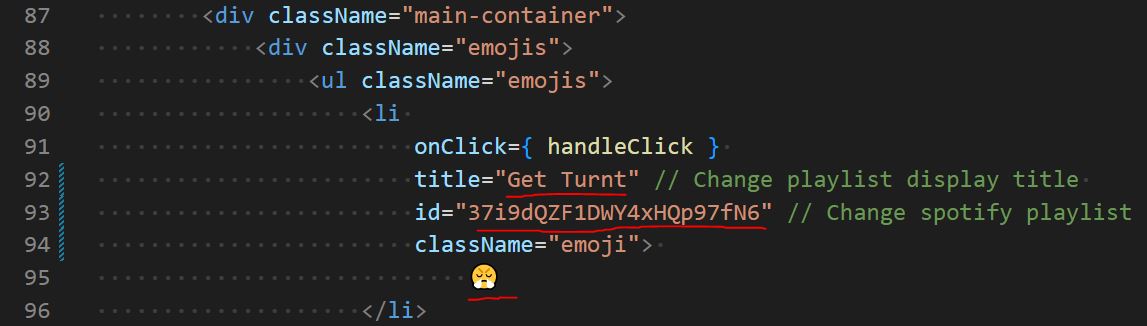 87 <div className="main-container">
88 <div className="emojis">
89 <ul className="emojis">
90 <li
91 onClick={ handleClick }
92 title="Get Turnt" // Change playlist display title
93 id="37i9dQZF1DWY4xHQp97fN6" // Change spotify playlist
94 className="emoji">
95 😤
96 </li>